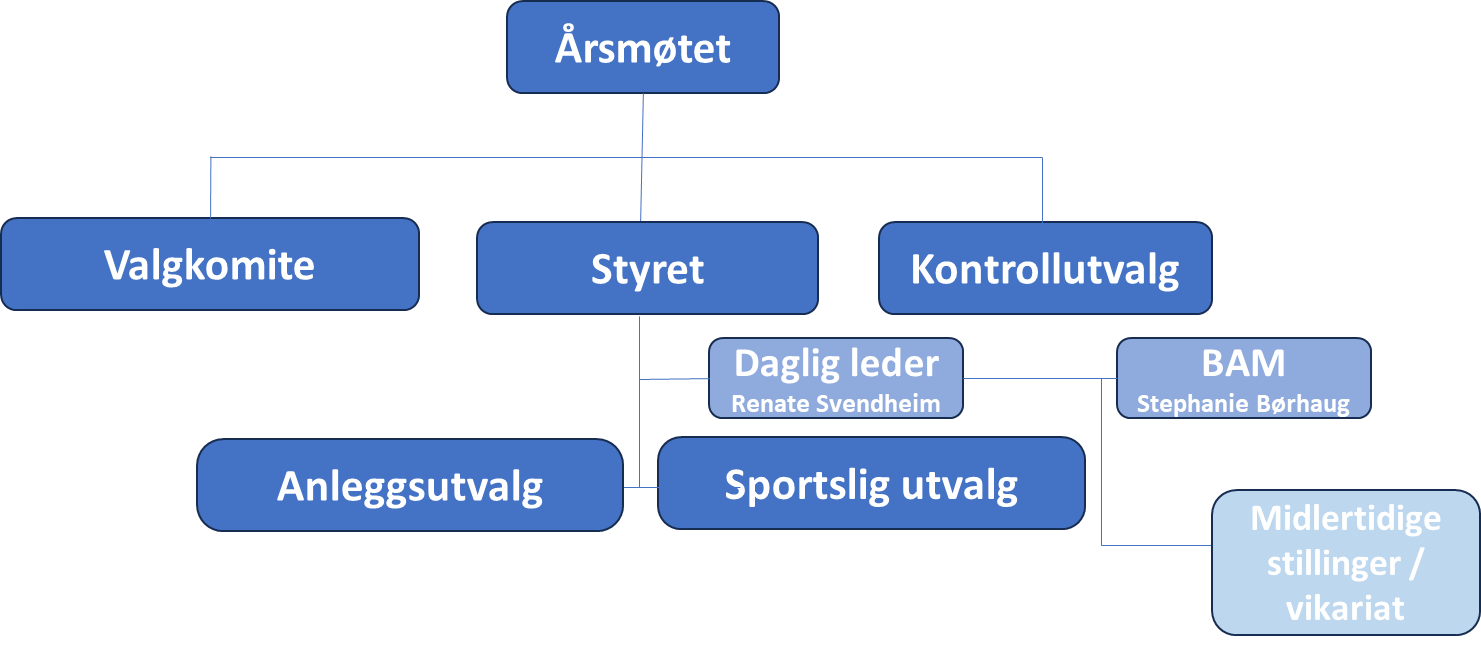 Årsmøtet
Valgkomite
Styret
Kontrollutvalg
Daglig leder
Renate Svendheim
BAM
Stephanie Børhaug
Anleggsutvalg
Sportslig utvalg
Midlertidige
stillinger /
vikariat